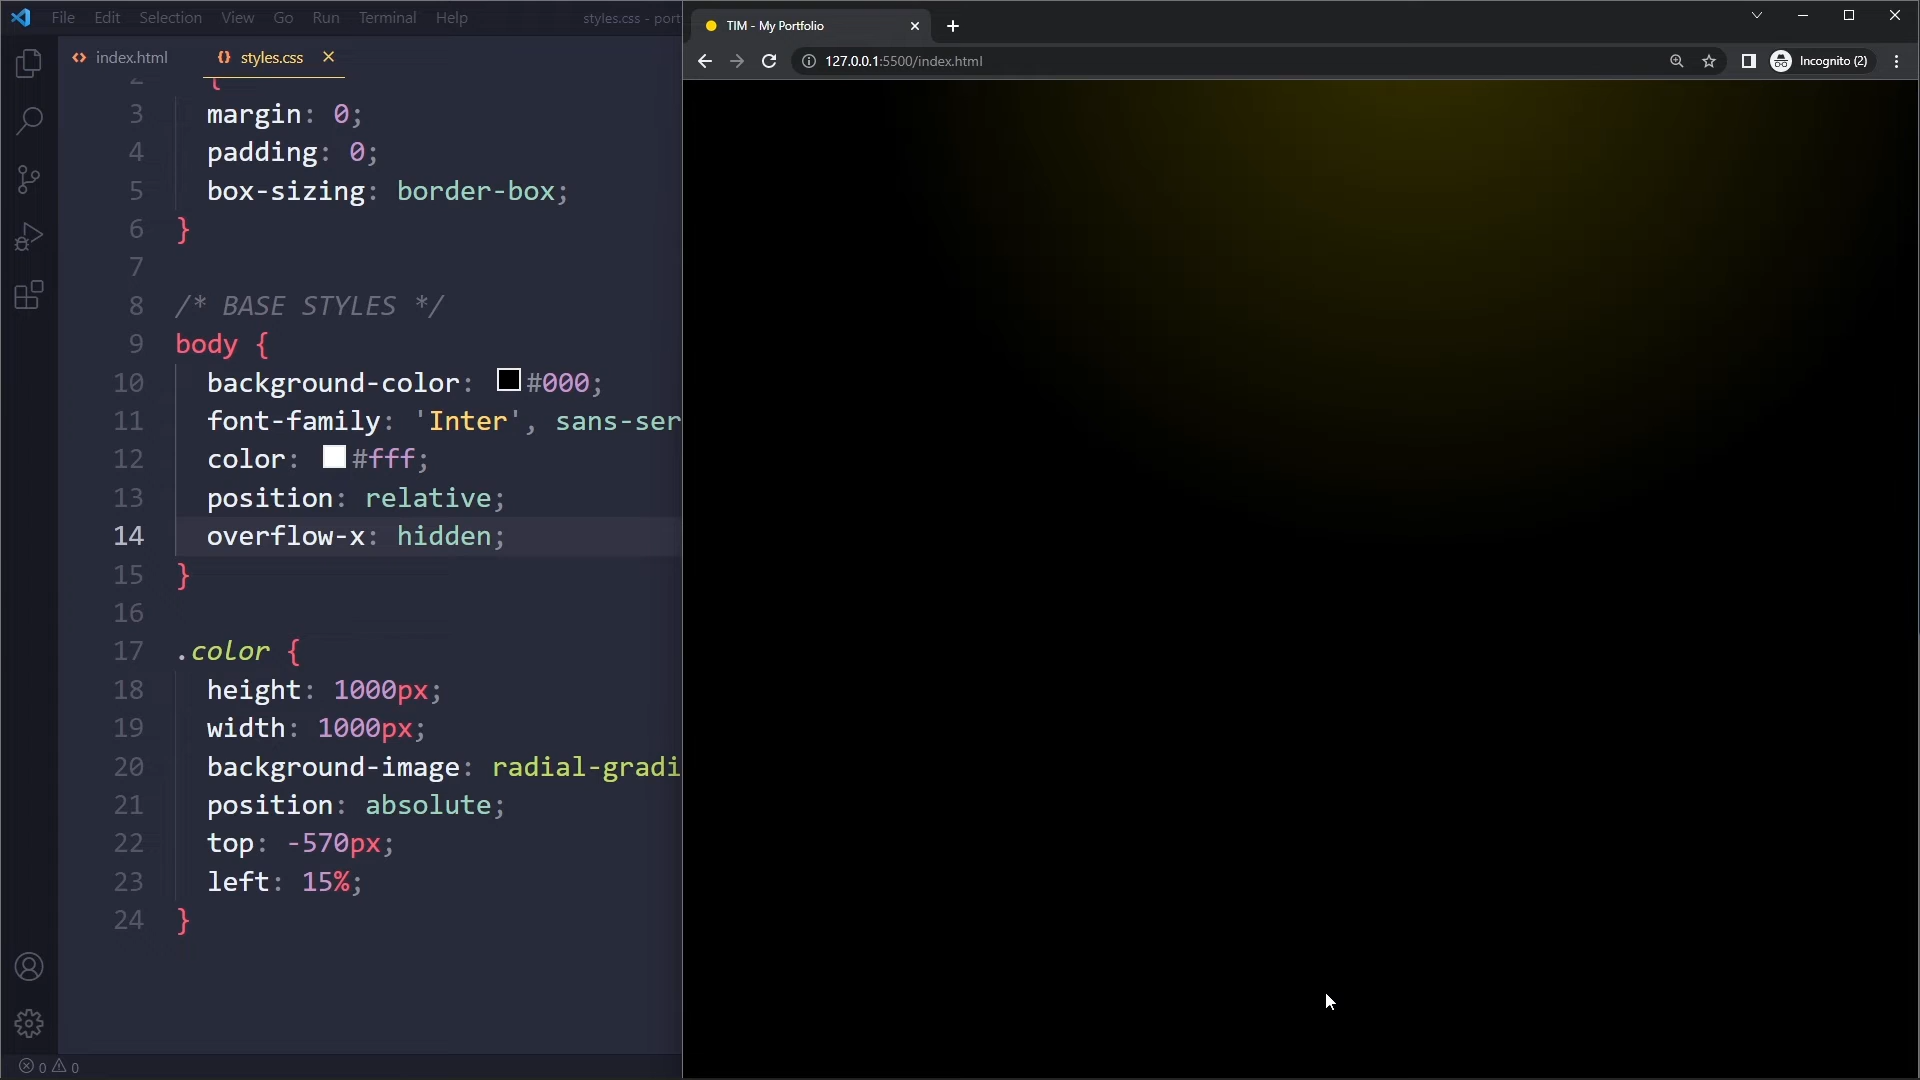 File Edit Selection View Go Run Terminal Help styles.css - port
index.html styles.css
TIM - My Portfolio
127.0.0.1:5500/index.html
Incognito (2)
2 {
3 margin: 0;
4 padding: 0;
5 box-sizing: border-box;
6 }
7
8 /* BASE STYLES */
9 body {
10 background-color: #000;
11 font-family: 'Inter', sans-ser
12 color: #fff;
13 position: relative;
14 overflow-x: hidden;
15 }
16
17 .color {
18 height: 1000px;
19 width: 1000px;
20 background-image: radial-gradi
21 position: absolute;
22 top: -570px;
23 left: 15%;
24 }
0 0